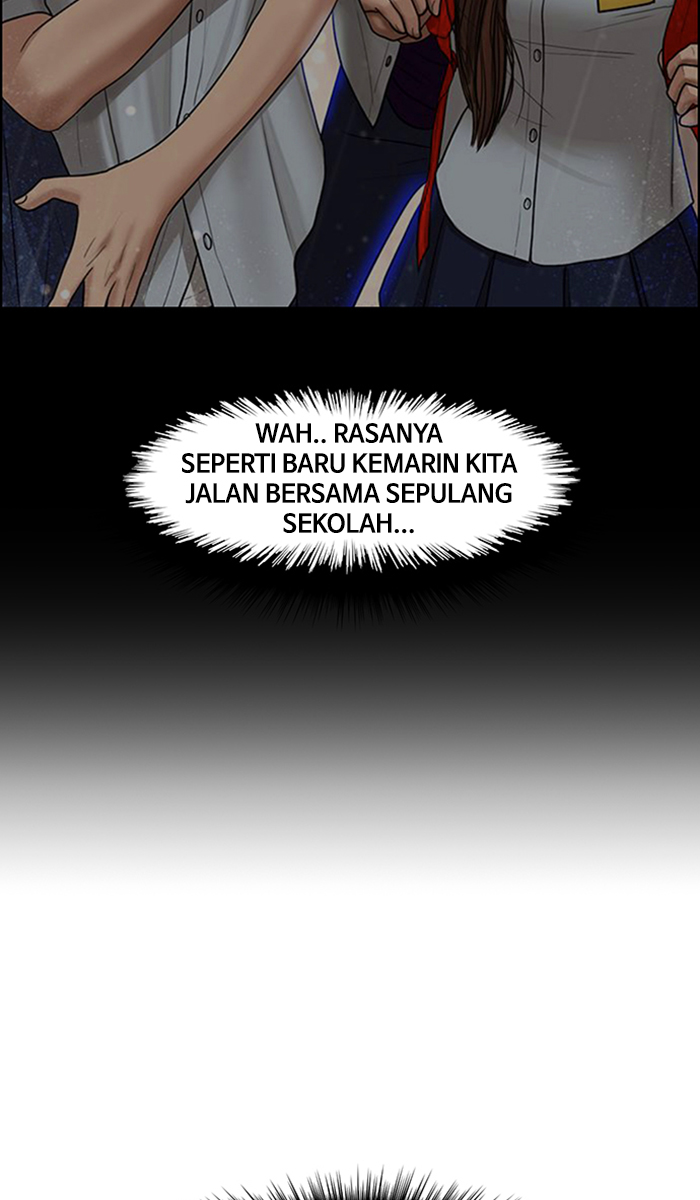 WAH.. RASANYA
SEPERTI BARU KEMARIN KITA
JALAN BERSAMA SEPULANG
SEKOLAH...